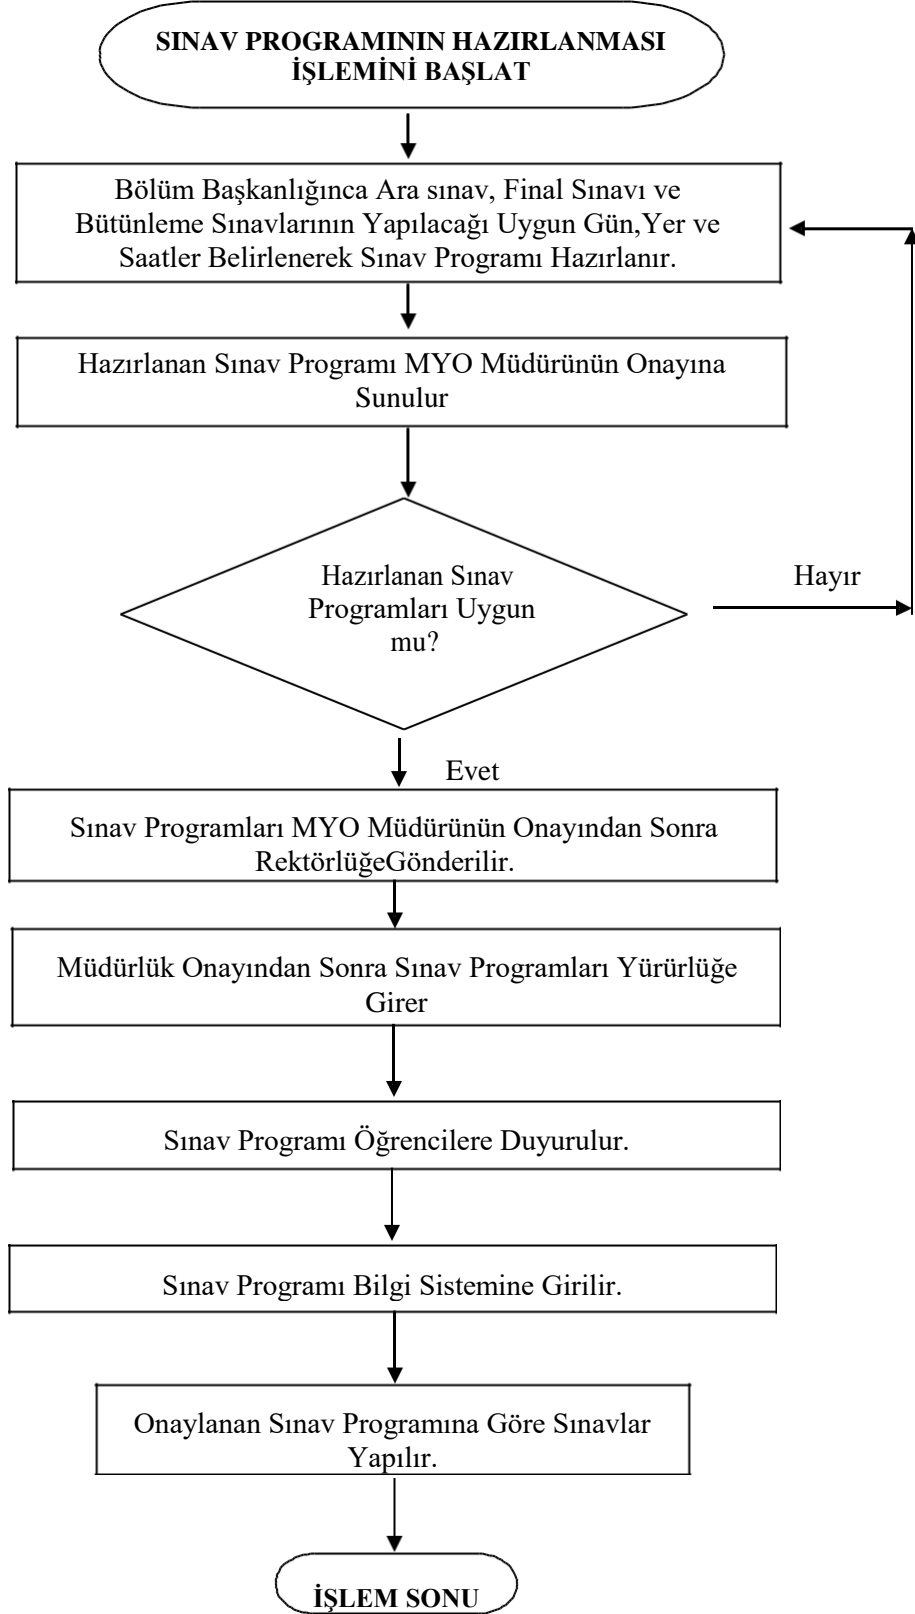 SINAV PROGRAMININ HAZIRLANMASI
İŞLEMİNİ BAŞLAT
Bölüm Başkanlığınca Ara sınav, Final Sınavı ve
Bütünleme Sınavlarının Yapılacağı Uygun Gün,Yer ve
Saatler Belirlenerek Sınav Programı Hazırlanır.
Hazırlanan Sınav Programı MYO Müdürünün Onayına
Sunulur
Hazırlanan Sınav
Programları Uygun
mu?
Hayır
Evet
Sınav Programları MYO Müdürünün Onayından Sonra
RektörlüğeGönderilir.
Müdürlük Onayından Sonra Sınav Programları Yürürlüğe
Girer
Sınav Programı Öğrencilere Duyurulur.
Sınav Programı Bilgi Sistemine Girilir.
Onaylanan Sınav Programına Göre Sınavlar
Yapılır.
İŞLEM SONU